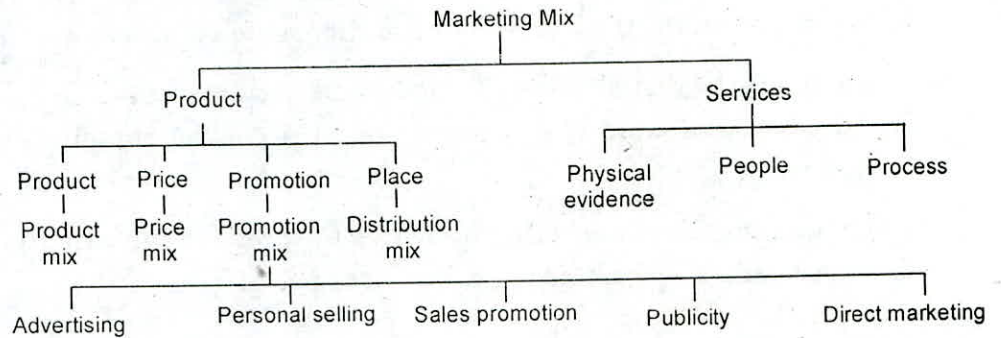 Marketing Mix
Product
Services
Product
Price
Promotion
Place
Physical
evidence
People
Process
Product
mix
Price
mix
Promotion
mix
Distribution
mix
Advertising
Personal selling
Sales promotion
Publicity
Direct marketing